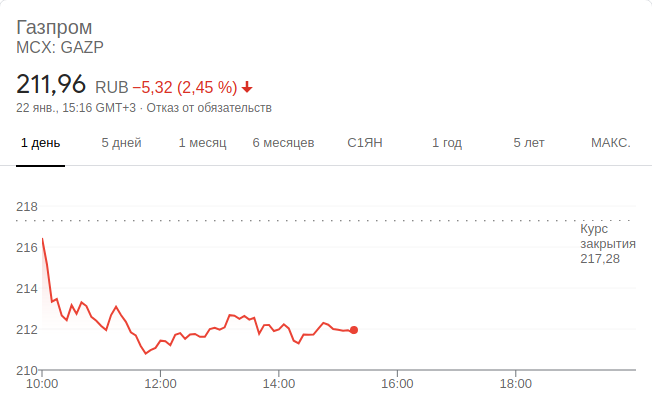 Газпром
MCX: GAZP
211,96 RUB −5,32 (2,45 %)
22 янв., 15:16 GMT+3 · Отказ от обязательств
1 день 5 дней 1 месяц 6 месяцев С1ЯН 1 год 5 лет МАКС.
218
Курс
закрытия
217,28
216
214
212
210
10:00 12:00 14:00 16:00 18:00